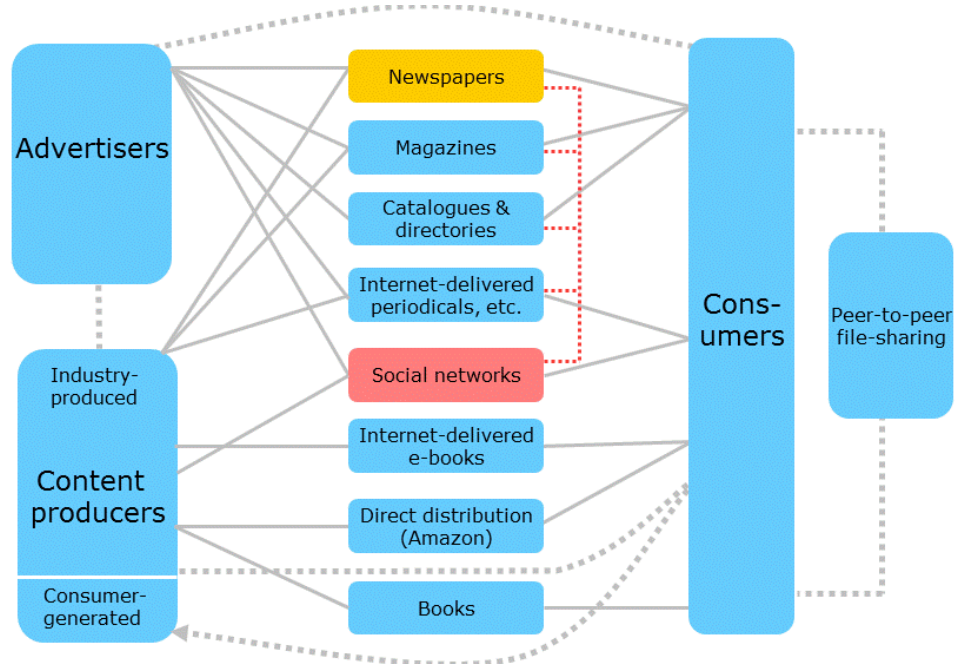 Advertisers
Industry-
produced
Content
producers
Consumer-
generated
Newspapers
Magazines
Catalogues &
directories
Internet-delivered
periodicals, etc.
Social networks
Internet-delivered
e-books
Direct distribution
(Amazon)
Books
Cons-
umers
Peer-to-peer
file-sharing